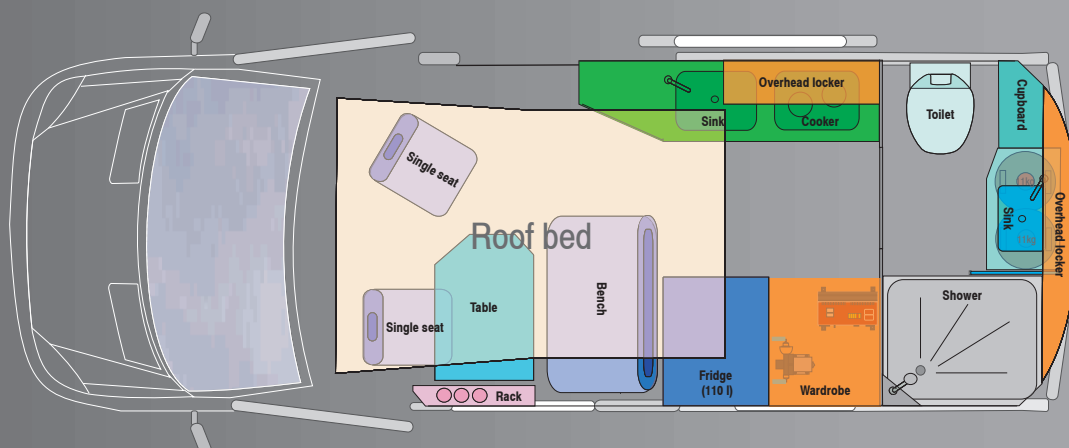 Overhead locker
Sink
Cooker
Toilet
Cupboard
Single seat
Roof bed
Sink
Overhead locker
Table
Bench
Single seat
Shower
Fridge
(110 l)
Wardrobe
Rack